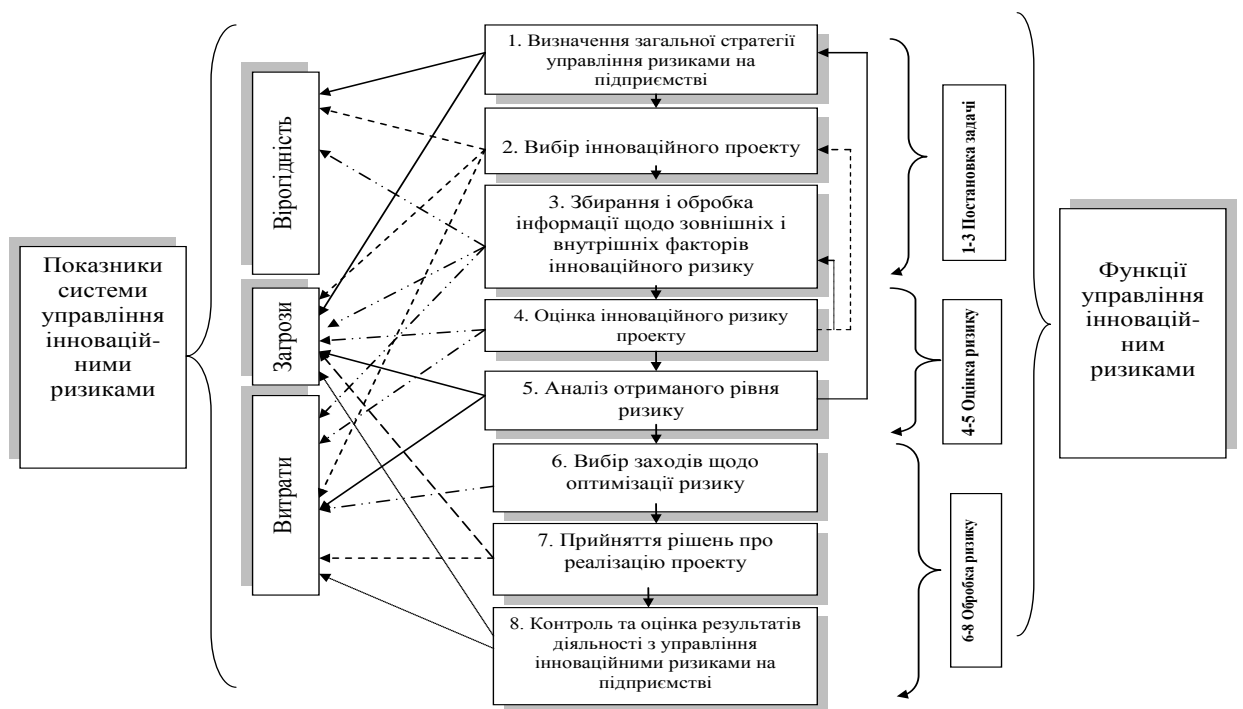 Показники
системи
управління
інновацій-
ними
ризиками
Вірогідність
Загрози
Витрати
1. Визначення загальної стратегії
управління ризиками на
підприємстві
2. Вибір інноваційного проекту
3. Збирання і обробка
інформації щодо зовнішніх і
внутрішніх факторів
інноваційного ризику
4. Оцінка інноваційного ризику
проекту
5. Аналіз отриманого рівня
ризику
6. Вибір заходів щодо
оптимізації ризику
7. Прийняття рішень про
реалізацію проекту
8. Контроль та оцінка результатів
діяльності з управління
інноваційними ризиками на
підприємстві
1-3 Постановка задачі
4-5 Оцінка ризику
6-8 Обробка ризику
Функції
управління
інновацій-
ним
ризиками